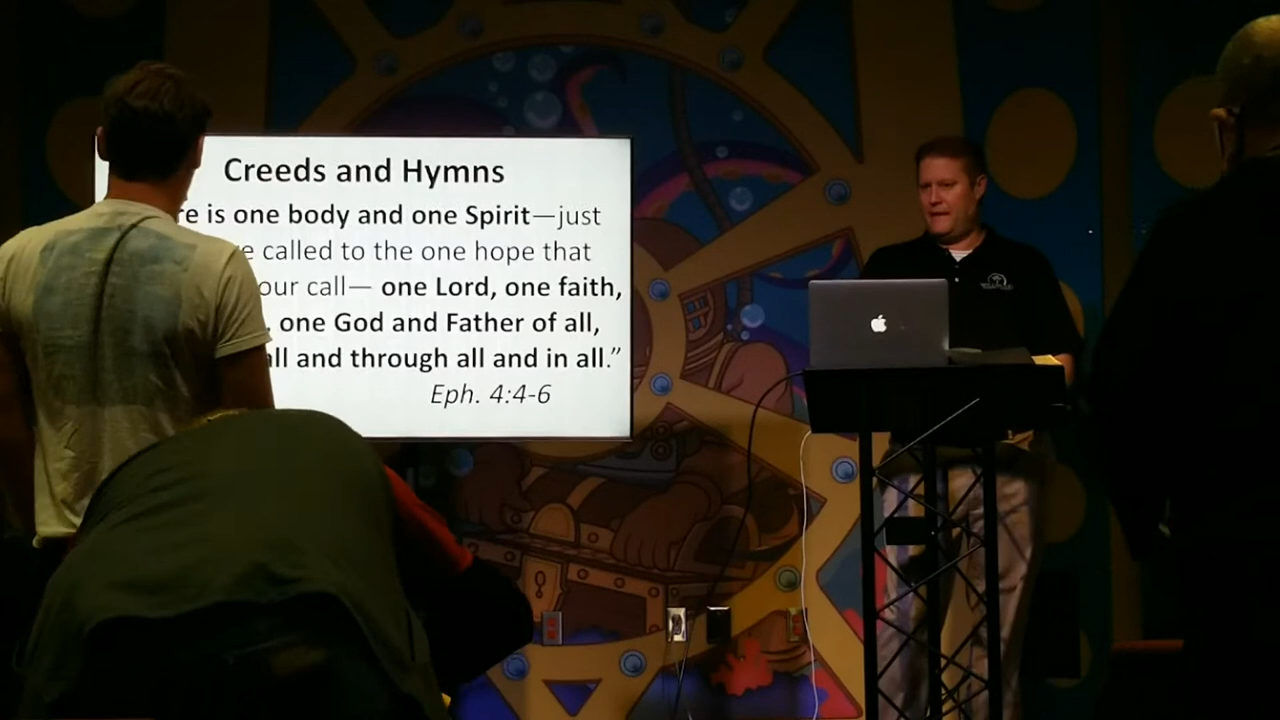 Creeds and Hymns
re is one body and one Spirit—just
e called to the one hope that
our call— one Lord, one faith,
. one God and Father of all,
all and through all and in all.”
Eph. 4:4-6